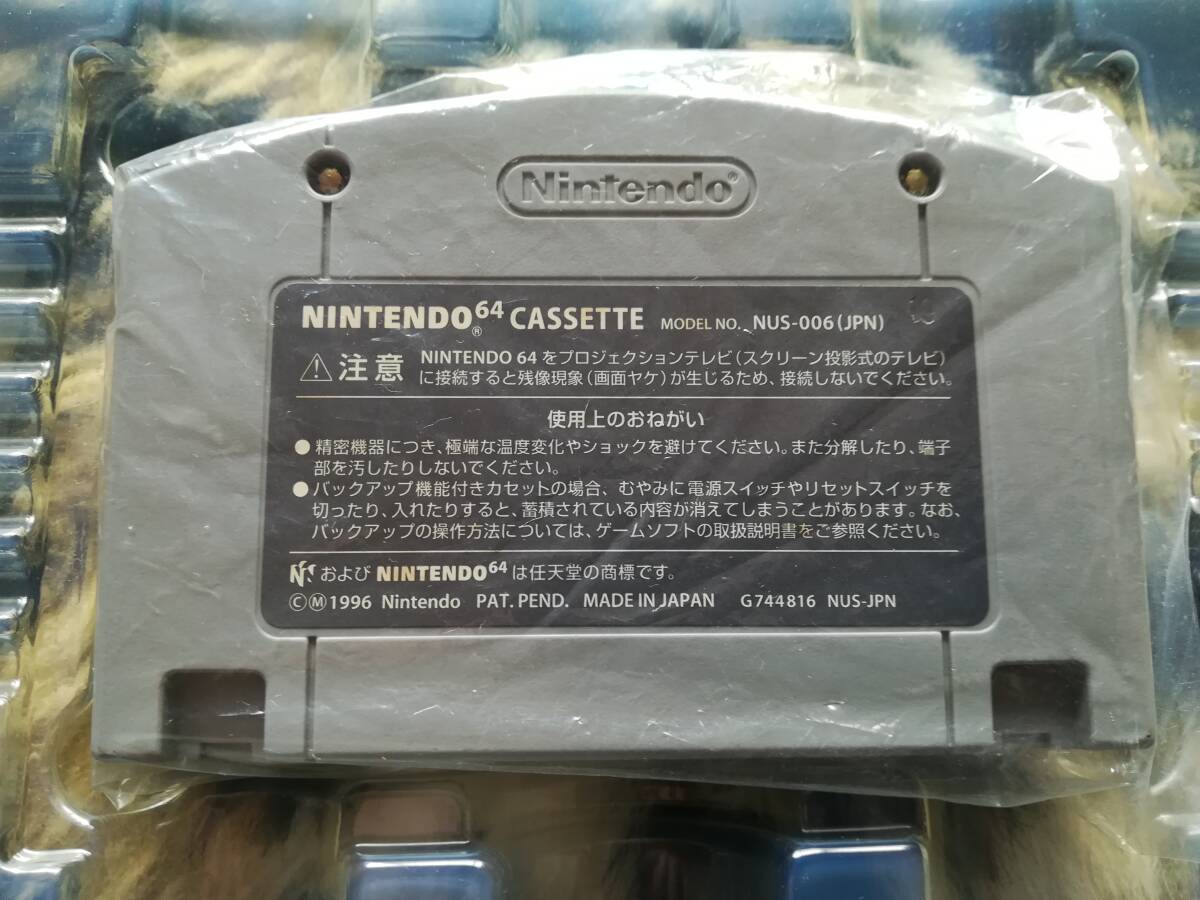 Nintendo®
NINTENDO64® CASSETTE MODEL NO. NUS-006(JPN)
注意 NINTENDO 64 をプロジェクションテレビ(スクリーン投影式のテレビ)
に接続すると残像現象(画面ヤケ)が生じるため、接続しないでください。
使用上のおねがい
●精密機器につき、極端な温度変化やショックを避けてください。また分解したり、端子
部を汚したりしないでください。
●バックアップ機能付きカセットの場合、むやみに電源スイッチやリセットスイッチを
切ったり、入れたりすると、蓄積されている内容が消えてしまうことがあります。なお、
バックアップの操作方法については、ゲームソフトの取扱説明書をご参照ください。
および NINTENDO64 は任天堂の商標です。
©Ⓜ1996 Nintendo PAT. PEND. MADE IN JAPAN G744816 NUS-JPN